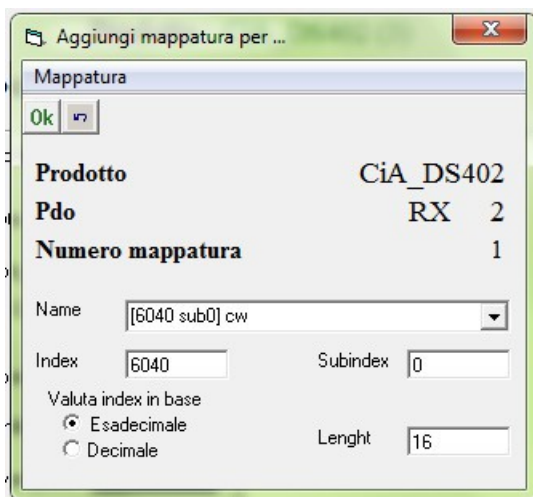 Aggiungi mappatura per ...
Mappatura
Ok
Prodotto CiA_DS402
Pdo RX 2
Numero mappatura 1
Name [6040 sub0] cw
Index 6040 Subindex 0
Valuta index in base
Esadecimale
Decimale Lenght 16